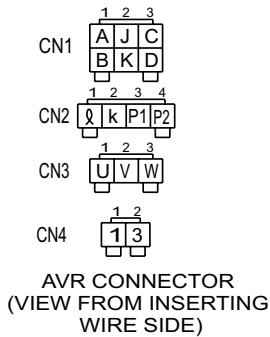 1 2 3
CN1
A J C
B K D
1 2 3 4
CN2
ℓ k P1 P2
1 2 3
CN3
U V W
1 2
CN4
1 3
AVR CONNECTOR
(VIEW FROM INSERTING
WIRE SIDE)